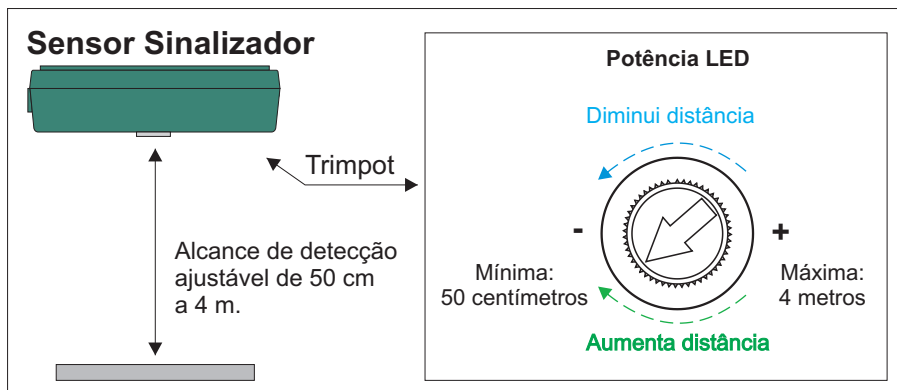 Sensor Sinalizador
Trimpot
Alcance de detecção
ajustável de 50 cm
a 4 m.
Potência LED
Diminui distância
-
+
Mínima:
50 centímetros
Máxima:
4 metros
Aumenta distância